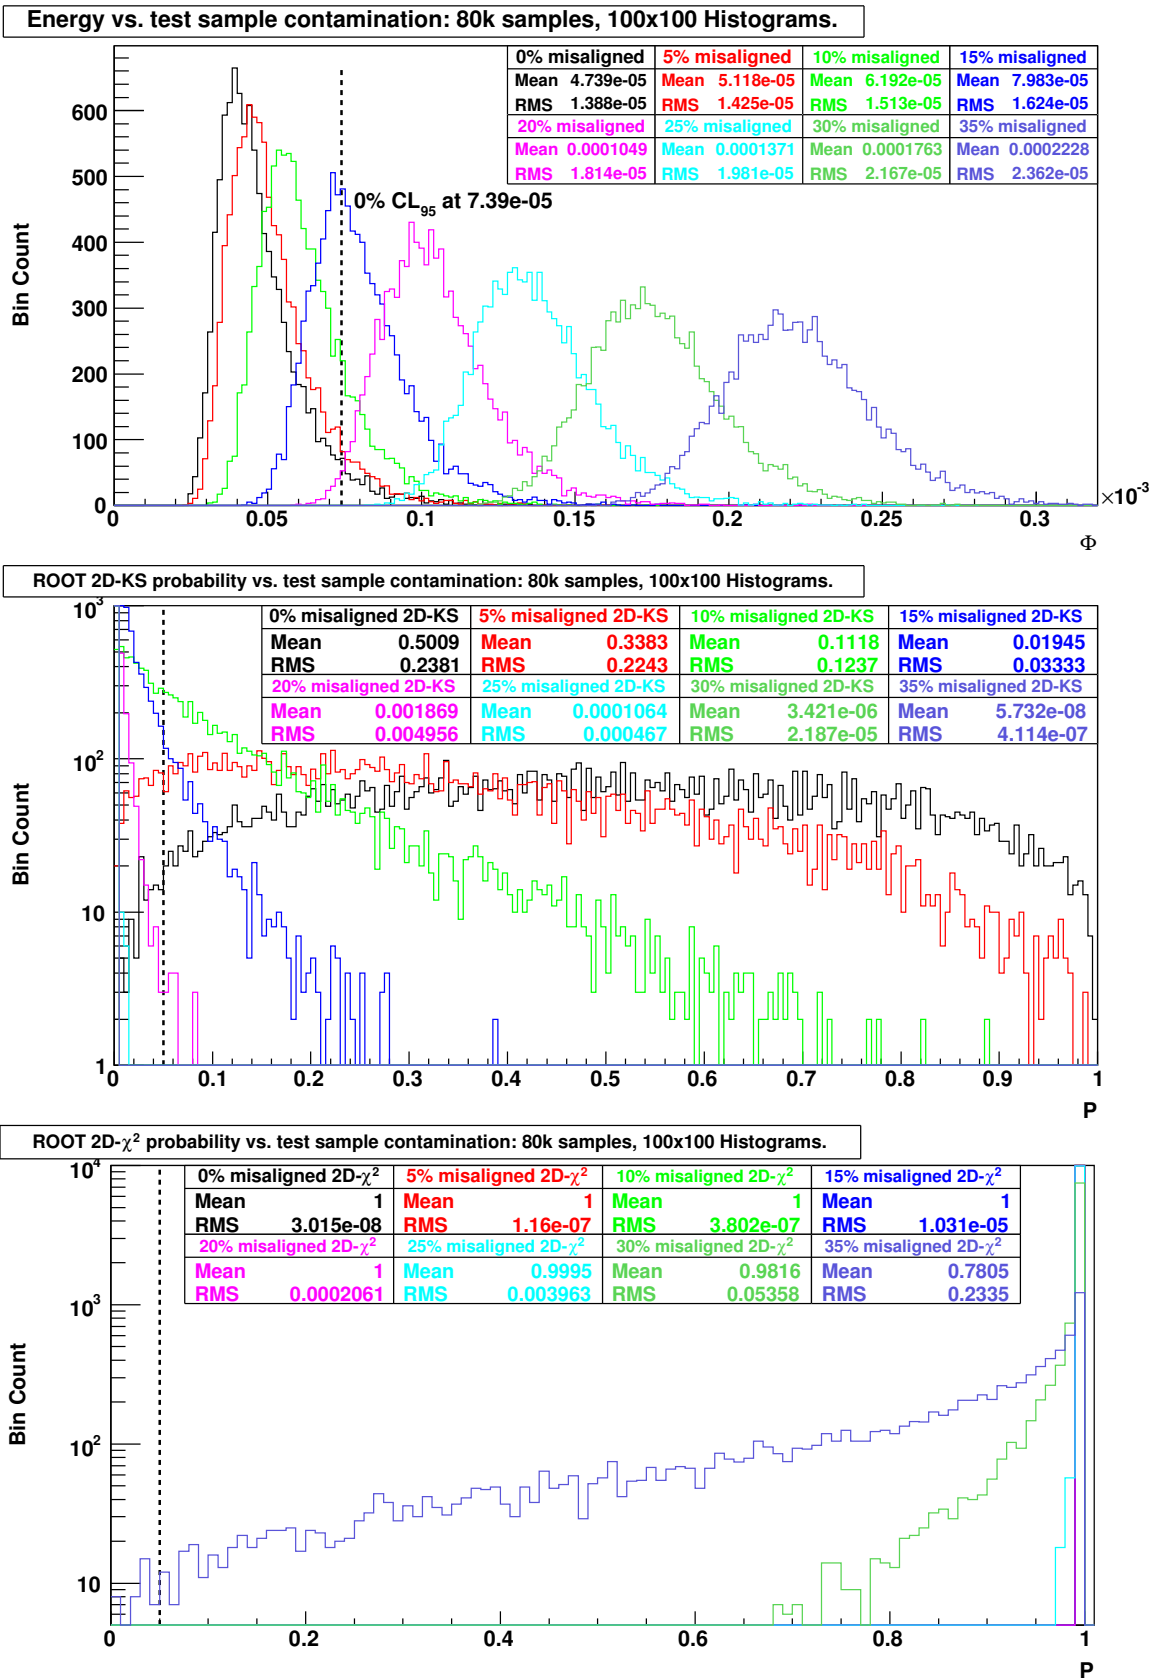 Energy vs. test sample contamination: 80k samples, 100x100 Histograms.
0% misaligned 5% misaligned 10% misaligned 15% misaligned
Mean 4.739e-05 Mean 5.118e-05 Mean 6.192e-05 Mean 7.983e-05
RMS 1.388e-05 RMS 1.425e-05 RMS 1.513e-05 RMS 1.624e-05
20% misaligned 25% misaligned 30% misaligned 35% misaligned
Mean 0.0001049 Mean 0.0001371 Mean 0.0001763 Mean 0.0002228
RMS 1.814e-05 RMS 1.981e-05 RMS 2.167e-05 RMS 2.362e-05
0% CL95 at 7.39e-05
Bin Count
600
500
400
300
200
100
0
0 0.05 0.1 0.15 0.2 0.25 0.3
×10-3
Φ
ROOT 2D-KS probability vs. test sample contamination: 80k samples, 100x100 Histograms.
0% misaligned 2D-KS 5% misaligned 2D-KS 10% misaligned 2D-KS 15% misaligned 2D-KS
Mean 0.5009 Mean 0.3383 Mean 0.1118 Mean 0.01945
RMS 0.2381 RMS 0.2243 RMS 0.1237 RMS 0.03333
20% misaligned 2D-KS 25% misaligned 2D-KS 30% misaligned 2D-KS 35% misaligned 2D-KS
Mean 0.001869 Mean 0.0001064 Mean 3.421e-06 Mean 5.732e-08
RMS 0.004956 RMS 0.000467 RMS 2.187e-05 RMS 4.114e-07
Bin Count
103
102
10
1
0 0.1 0.2 0.3 0.4 0.5 0.6 0.7 0.8 0.9 1
P
ROOT 2D-χ2 probability vs. test sample contamination: 80k samples, 100x100 Histograms.
0% misaligned 2D-χ2 5% misaligned 2D-χ2 10% misaligned 2D-χ2 15% misaligned 2D-χ2
Mean 1 Mean 1 Mean 1 Mean 1
RMS 3.015e-08 RMS 1.16e-07 RMS 3.802e-07 RMS 1.031e-05
20% misaligned 2D-χ2 25% misaligned 2D-χ2 30% misaligned 2D-χ2 35% misaligned 2D-χ2
Mean 1 Mean 0.9995 Mean 0.9816 Mean 0.7805
RMS 0.0002061 RMS 0.003963 RMS 0.05358 RMS 0.2335
Bin Count
104
103
102
10
0 0.2 0.4 0.6 0.8 1
P